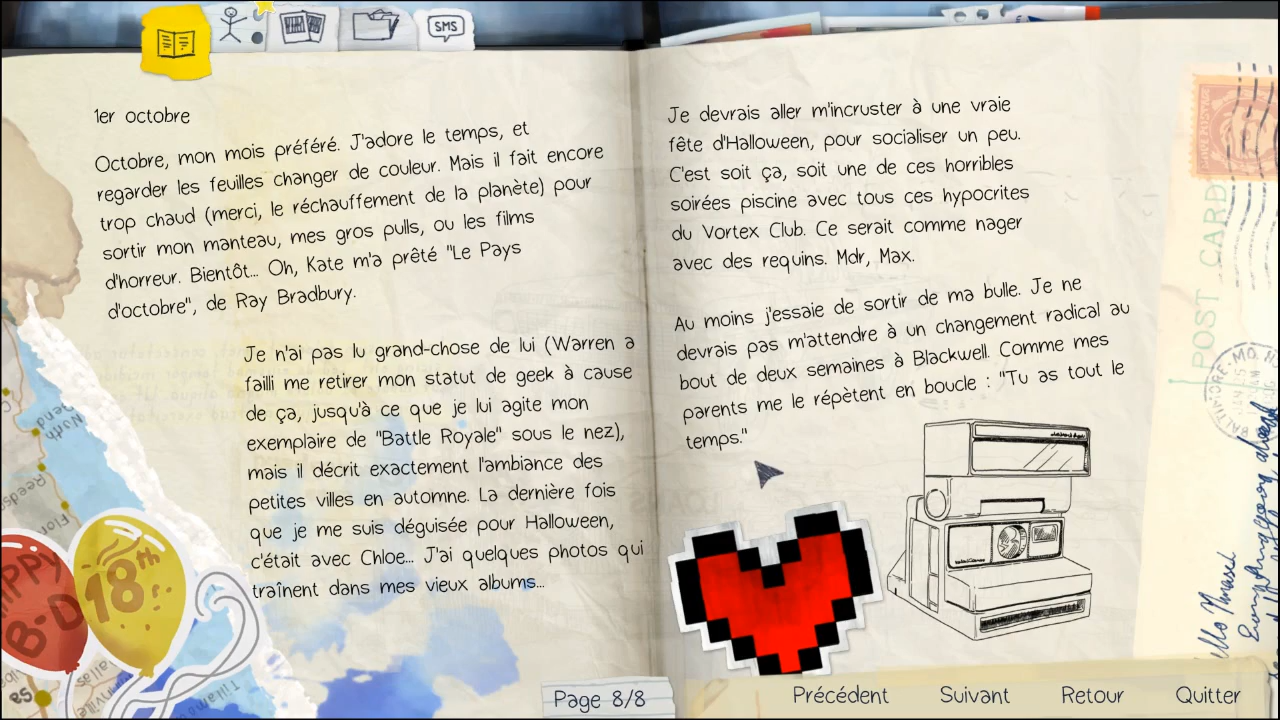 SMS
1er octobre
Octobre, mon mois préféré. J'adore le temps, et
regarder les feuilles changer de couleur. Mais il fait encore
trop chaud (merci, le réchauffement de la planète) pour
sortir mon manteau, mes gros pulls, ou les films
d'horreur. Bientôt... Oh, Kate m'a prêté "Le Pays
d'octobre", de Ray Bradbury.
Je n'ai pas lu grand-chose de lui (Warren a
failli me retirer mon statut de geek à cause
de ça, jusqu'à ce que je lui agite mon
exemplaire de "Battle Royale" sous le nez),
mais il décrit exactement l'ambiance des
petites villes en automne. La dernière fois
que je me suis déguisée pour Halloween,
c'était avec Chloe... J'ai quelques photos qui
traînent dans mes vieux albums...
Je devrais aller m'incruster à une vraie
fête d'Halloween, pour socialiser un peu.
C'est soit ça, soit une de ces horribles
soirées piscine avec tous ces hypocrites
du Vortex Club. Ce serait comme nager
avec des requins. Mdr, Max.
Au moins j'essaie de sortir de ma bulle. Je ne
devrais pas m'attendre à un changement radical au
bout de deux semaines à Blackwell. Comme mes
parents me le répètent en boucle : "Tu as tout le
temps."
POST CARD
North
Bend
18th
Page 8/8
Précédent
Suivant
Retour
Quitter